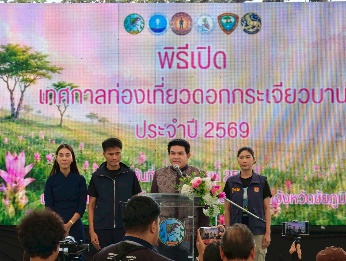 พิธีเปิด
เทศกาลท่องเที่ยวดอกกระเจียวบาน
ประจำปี 2569